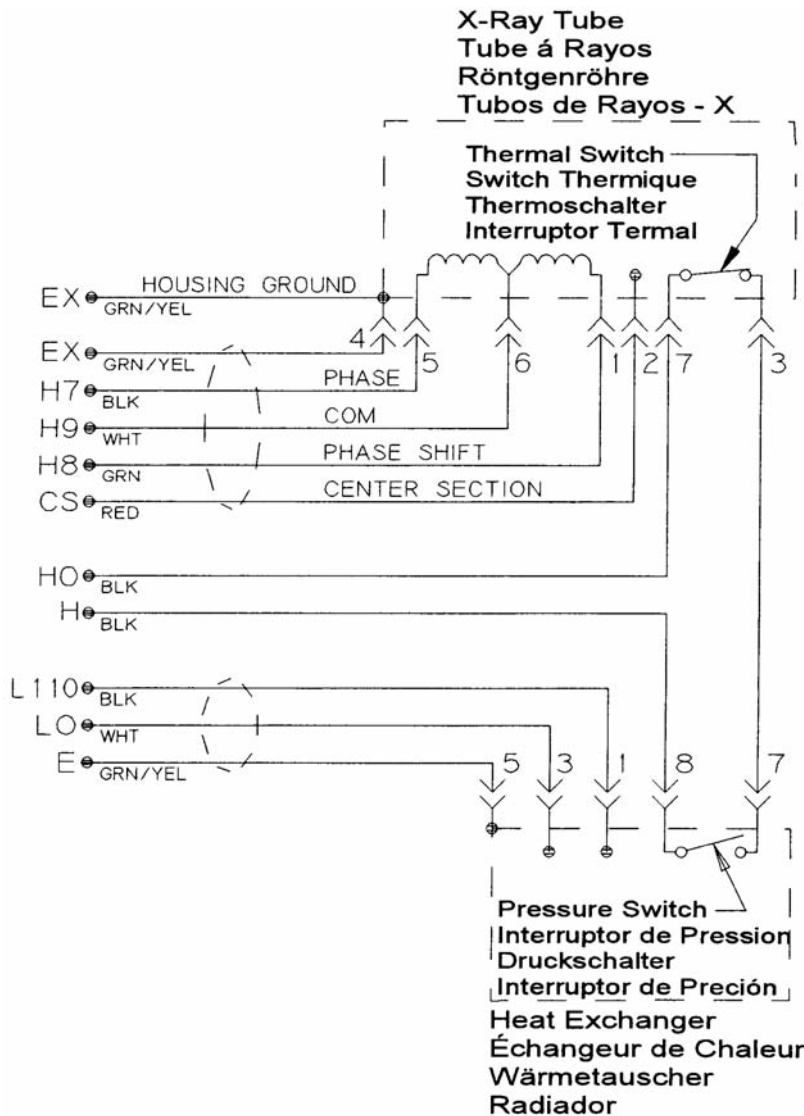 X-Ray Tube
Tube á Rayos
Röntgenröhre
Tubos de Rayos - X
Thermal Switch
Switch Thermique
Thermoschalter
Interruptor Termal
EX HOUSING GROUND
GRN/YEL
EX
GRN/YEL
4 5 6 1 2 7 3
H7 PHASE
BLK
H9 COM
WHT
H8 PHASE SHIFT
GRN
CS CENTER SECTION
RED
HO
BLK
H
BLK
L110
BLK
LO
WHT
E
GRN/YEL
5 3 1 8 7
Pressure Switch
Interruptor de Pression
Druckschalter
Interruptor de Preción
Heat Exchanger
Échangeur de Chaleur
Wärmetauscher
Radiador